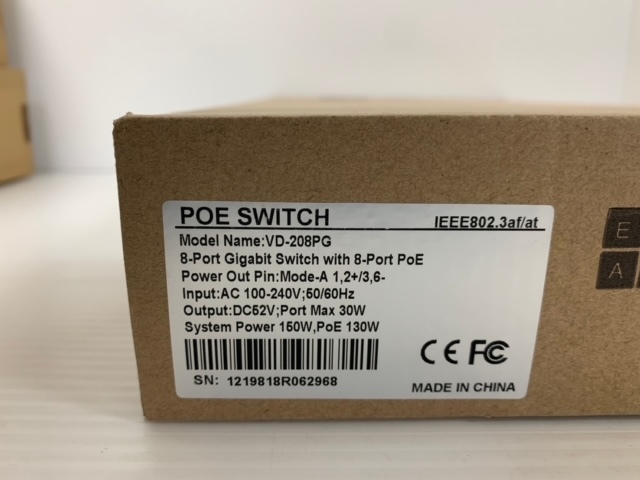 POE SWITCH IEEE802.3af/at
Model Name:VD-208PG
8-Port Gigabit Switch with 8-Port PoE
Power Out Pin:Mode-A 1,2+/3,6-
Input:AC 100-240V;50/60Hz
Output:DC52V;Port Max 30W
System Power 150W,PoE 130W
CE FC
SN: 1219818R062968
MADE IN CHINA
E
A